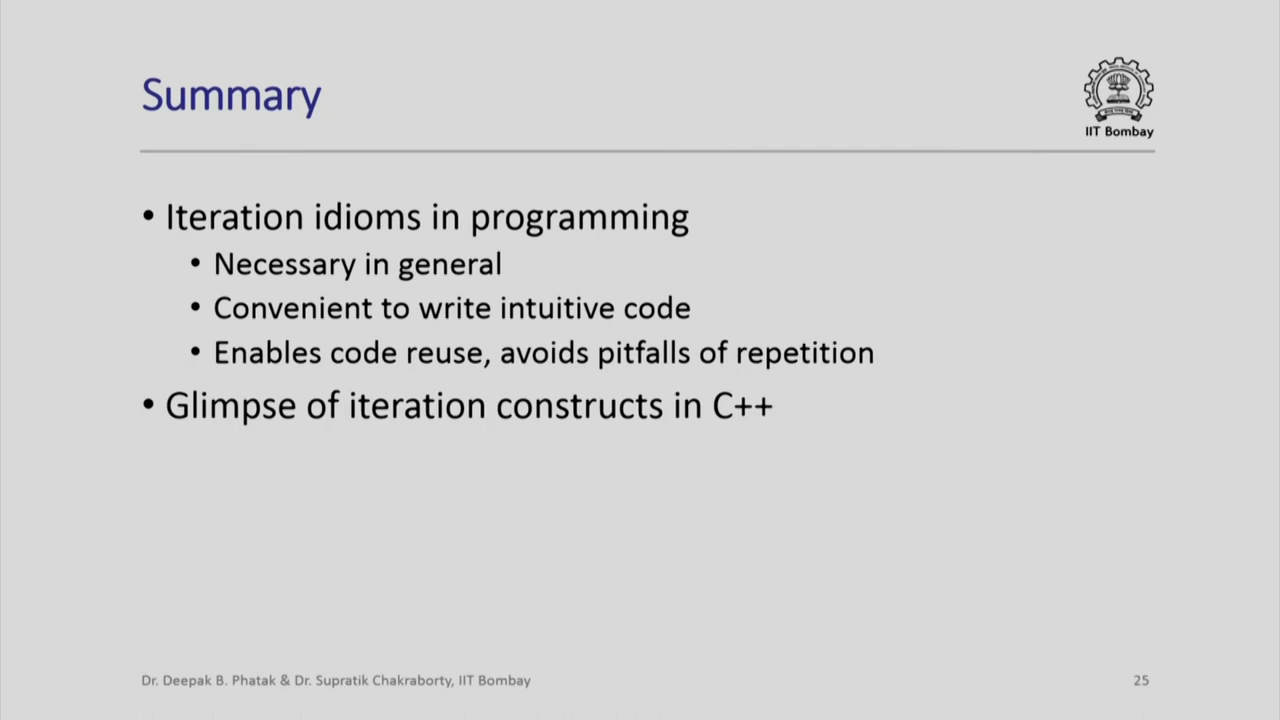 Summary
IIT Bombay
• Iteration idioms in programming
• Necessary in general
• Convenient to write intuitive code
• Enables code reuse, avoids pitfalls of repetition
• Glimpse of iteration constructs in C++
Dr. Deepak B. Phatak & Dr. Supratik Chakraborty, IIT Bombay
25